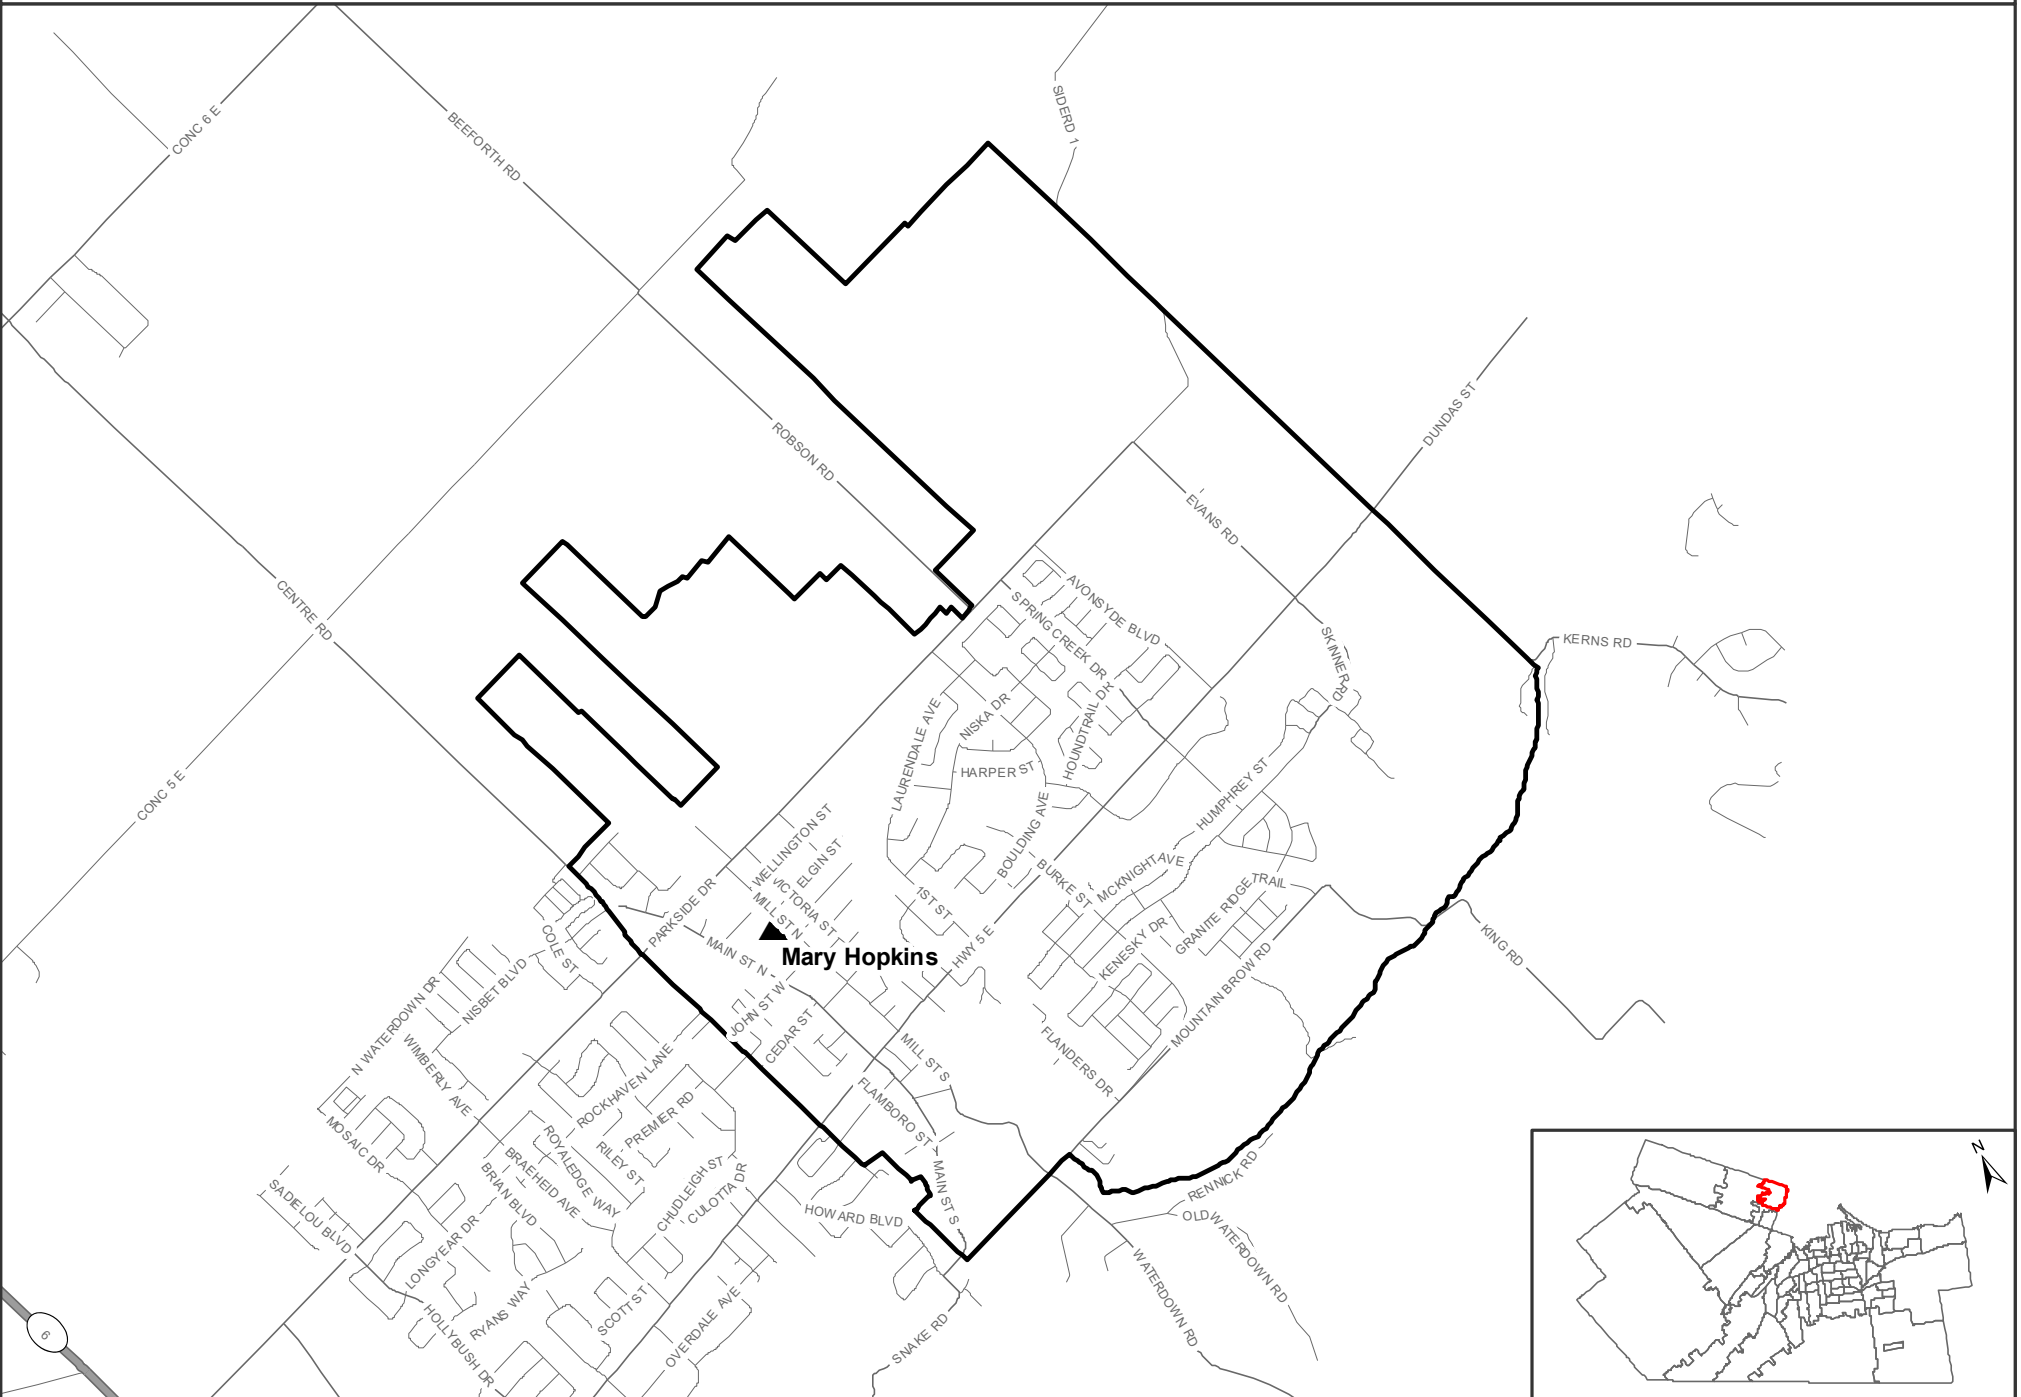 CONC 6 E
BEEFORTH RD
SIDERD 1
ROBSON RD
DUNDAS ST
EVANS RD
CENTRE RD
AVONSYDE BLVD
SPRING CREEK DR
SKINNER RD
KERNS RD
LAURENDALE AVE
NISKA DR
HOUNDTRAIL DR
HARPER ST
CONC 5 E
HUMPHREY ST
BOULDING AVE
WELLINGTON ST
ELGIN ST
VICTORIA ST
MILL ST N
BURKE ST
MCKNIGHT AVE
1ST ST
GRANITE RIDGE TRAIL
PARKSIDE DR
MAIN ST N
Mary Hopkins
HWY 5 E
KENESKY DR
KING RD
COLE ST
NISBET BLVD
N WATERDOWN DR
WIMBERLY AVE
JOHN ST W
CEDAR ST
MOUNTAIN BROW RD
MILL ST S
FLANDERS DR
ROCKHAVEN LANE
FLAMBORO ST
PREMIER RD
MOSAIC DR
ROYALEDGE WAY
RILEY ST
BRAEHEID AVE
BRIAN BLVD
CHUDLEIGH ST
CULOTTA DR
MAIN ST S
SADIELOU BLVD
HOWARD BLVD
RENNICK RD
OLD WATERDOWN RD
WATERDOWN RD
LONGYEAR DR
HOLLYBUSH DR
RYANS WAY
SCOTT ST
OVERDALE AVE
SNAKE RD
6
N